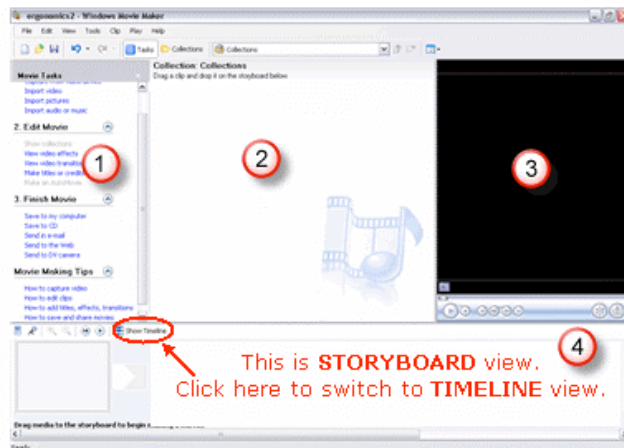 ergonomics2 - Windows Movie Maker
File Edit View Tools Clip Play Help
Tasks Collections Collections
Movie Tasks
Collection: Collections
Drag a clip and drop it on the storyboard below.
Import video
Import pictures
Import audio or music
2. Edit Movie
Show collections
View video effects
View video transitions
Make titles or credits
Make an AutoMovie
1
2
3
3. Finish Movie
Save to my computer
Save to CD
Send in e-mail
Send to the Web
Send to DV camera
Movie Making Tips
How to capture video
How to edit clips
How to add titles, effects, transitions
How to save and share movies
Show Timeline
4
This is STORYBOARD view.
Click here to switch to TIMELINE view.
Drag media to the storyboard to begin